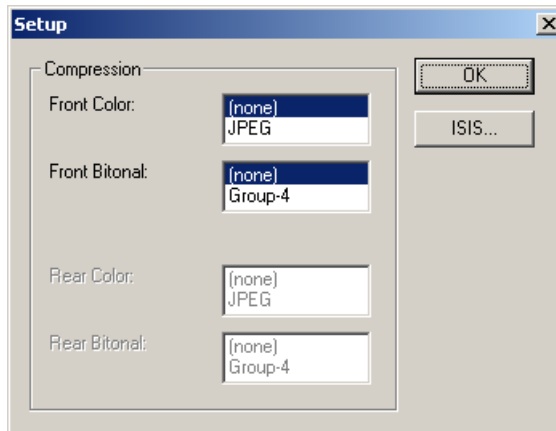 Setup
Compression
Front Color:
(none)
JPEG
Front Bitonal:
(none)
Group-4
Rear Color:
(none)
JPEG
Rear Bitonal:
(none)
Group-4
OK
ISIS...